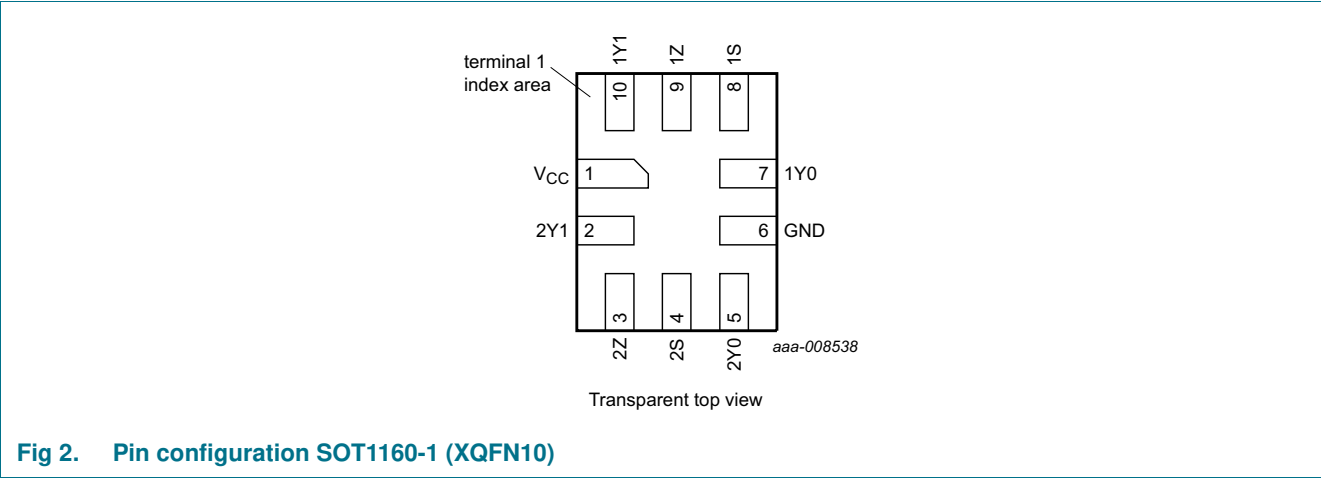 terminal 1
index area
1Y1
1Z
1S
10
9
8
VCC
1
7
1Y0
2Y1
2
6
GND
3
4
5
2Z
2S
2Y0
aaa-008538
Transparent top view
Fig 2. Pin configuration SOT1160-1 (XQFN10)